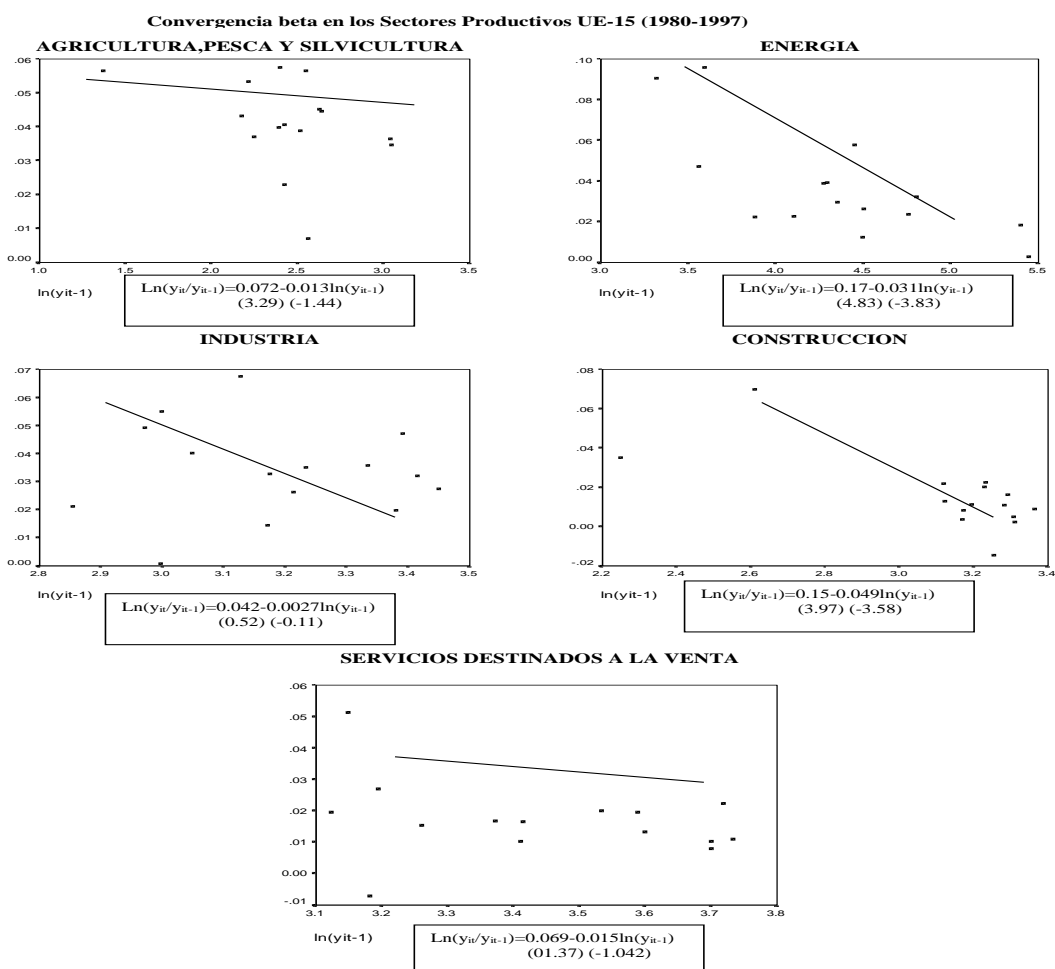 Convergencia beta en los Sectores Productivos UE-15 (1980-1997)
AGRICULTURA,PESCA Y SILVICULTURA
.06
.05
.04
.03
.02
.01
0.00
1.0 1.5 2.0 2.5 3.0 3.5
ln(yit-1)
Ln(yit/yit-1)=0.072-0.013ln(yit-1)
(3.29) (-1.44)
ENERGIA
.10
.08
.06
.04
.02
0.00
3.0 3.5 4.0 4.5 5.0 5.5
ln(yit-1)
Ln(yit/yit-1)=0.17-0.031ln(yit-1)
(4.83) (-3.83)
INDUSTRIA
.07
.06
.05
.04
.03
.02
.01
0.00
2.8 2.9 3.0 3.1 3.2 3.3 3.4 3.5
ln(yit-1)
Ln(yit/yit-1)=0.042-0.0027ln(yit-1)
(0.52) (-0.11)
CONSTRUCCION
.08
.06
.04
.02
0.00
-.02
2.2 2.4 2.6 2.8 3.0 3.2 3.4
ln(yit-1)
Ln(yit/yit-1)=0.15-0.049ln(yit-1)
(3.97) (-3.58)
SERVICIOS DESTINADOS A LA VENTA
.06
.05
.04
.03
.02
.01
0.00
-.01
3.1 3.2 3.3 3.4 3.5 3.6 3.7 3.8
ln(yit-1)
Ln(yit/yit-1)=0.069-0.015ln(yit-1)
(01.37) (-1.042)